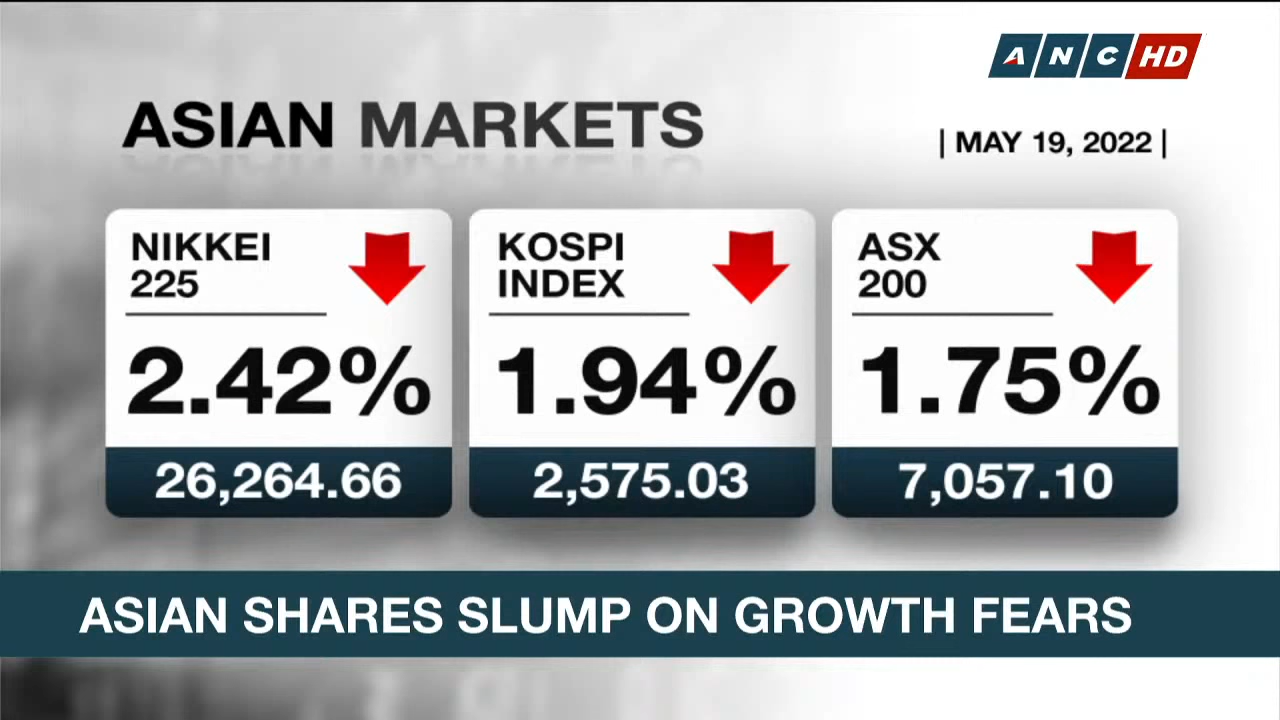 ANC HD
ASIAN MARKETS
| MAY 19, 2022 |
NIKKEI
225
2.42%
26,264.66
KOSPI
INDEX
1.94%
2,575.03
ASX
200
1.75%
7,057.10
ASIAN SHARES SLUMP ON GROWTH FEARS